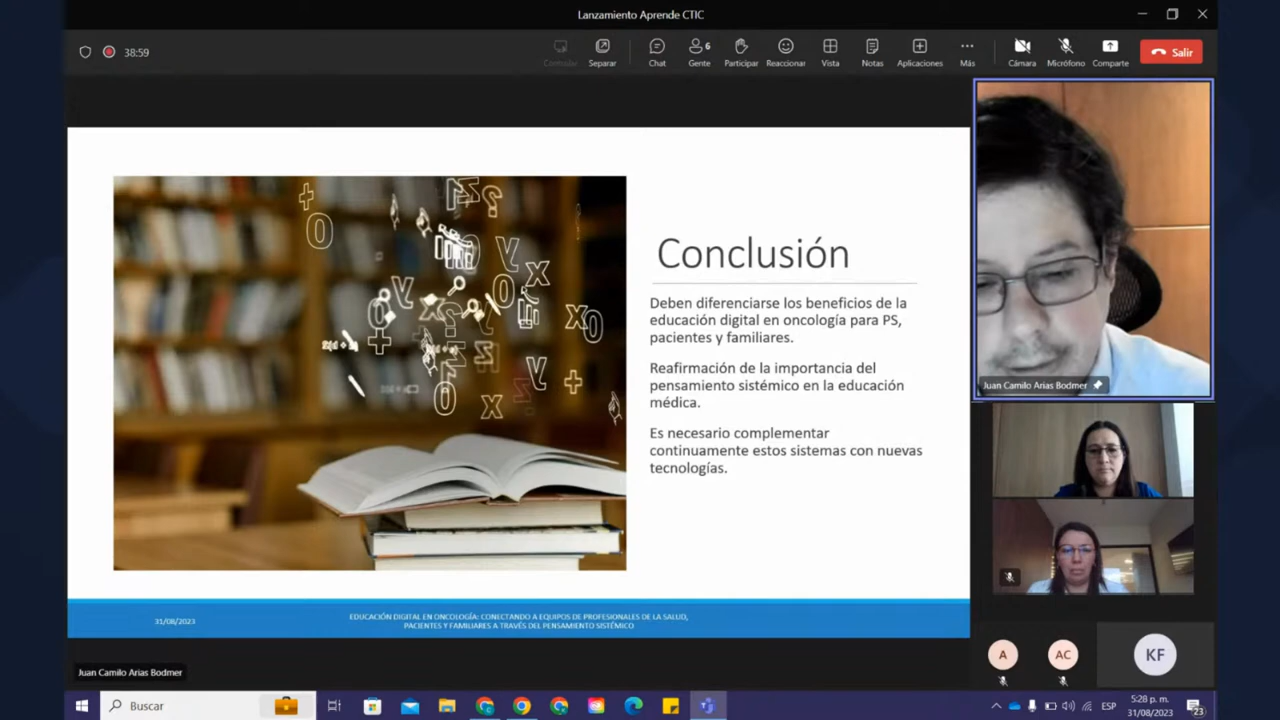 Lanzamiento Aprende CTIC
38:59
Controlar
Separar
Chat
6
Gente
Participar
Reaccionar
Vista
Notas
Aplicaciones
Más
Cámara
Micrófono
Comparte
Salir
Conclusión
Deben diferenciarse los beneficios de la
educación digital en oncología para PS,
pacientes y familiares.
Reafirmación de la importancia del
pensamiento sistémico en la educación
médica.
Es necesario complementar
continuamente estos sistemas con nuevas
tecnologías.
31/08/2023
EDUCACIÓN DIGITAL EN ONCOLOGÍA: CONECTANDO A EQUIPOS DE PROFESIONALES DE LA SALUD,
PACIENTES Y FAMILIARES A TRAVÉS DEL PENSAMIENTO SISTÉMICO
Juan Camilo Arias Bodmer
A
AC
KF
Juan Camilo Arias Bodmer
Buscar
ESP
5:28 p. m.
31/08/2023
23